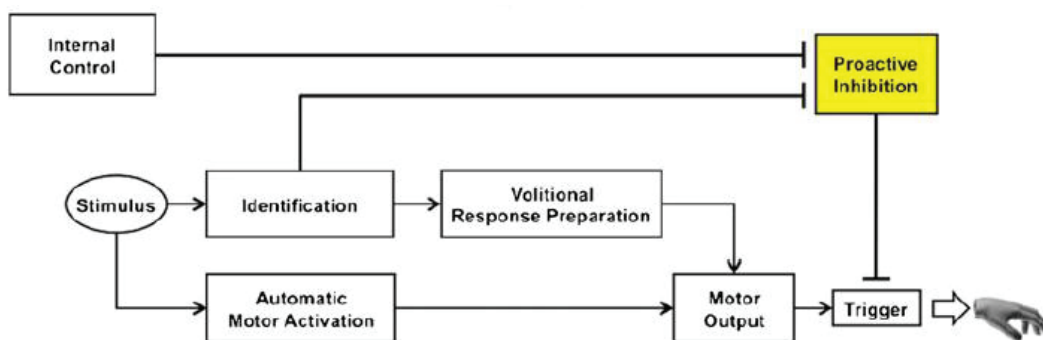 Internal
Control
Proactive
Inhibition
Stimulus
Identification
Volitional
Response Preparation
Automatic
Motor Activation
Motor
Output
Trigger